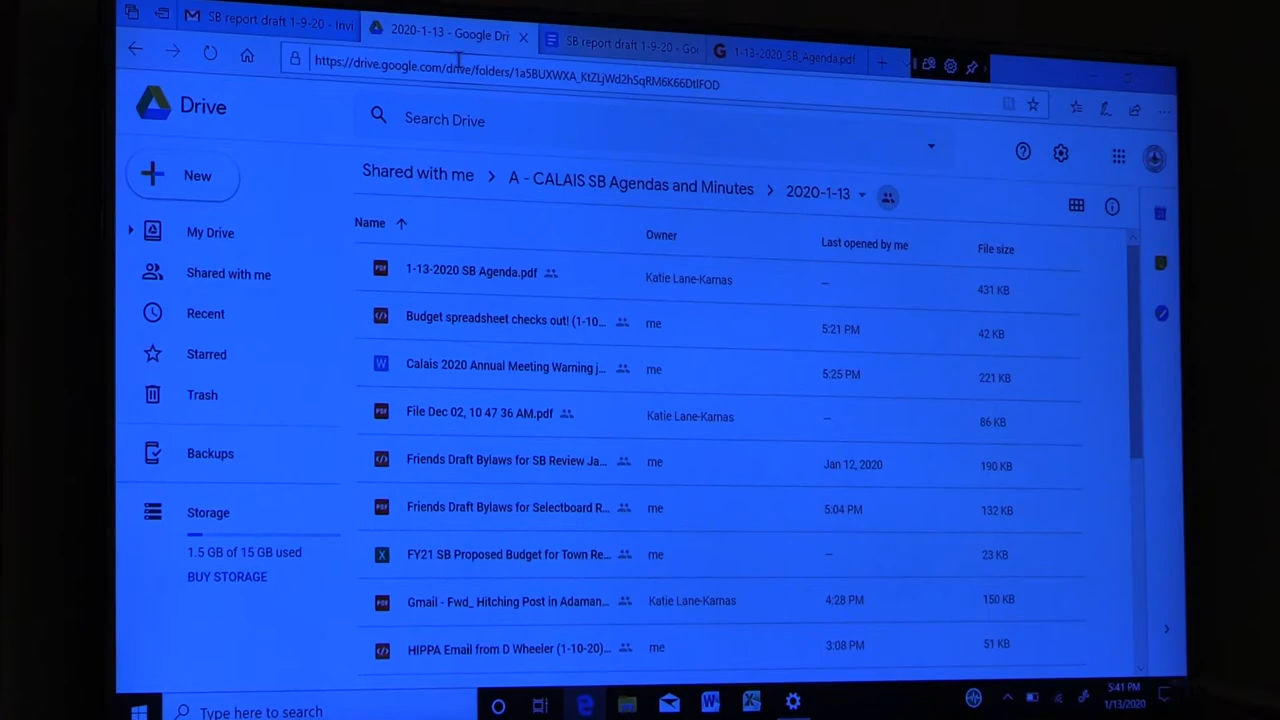 SB report draft 1-9-20 - Invi
2020-1-13 - Google Dri
SB report draft 1-9-20 - Goo
1-13-2020_SB_Agenda.pdf
Drive
Search Drive
New
Shared with me > A - CALAIS SB Agendas and Minutes > 2020-1-13
Name
Owner
Last opened by me
File size
My Drive
Shared with me
Recent
Starred
Trash
Backups
Storage
1.5 GB of 15 GB used
BUY STORAGE
1-13-2020 SB Agenda.pdf Katie Lane-Karnas — 431 KB
Budget spreadsheet checks out! (1-10... me 5:21 PM 42 KB
Calais 2020 Annual Meeting Warning j... me 5:25 PM 221 KB
File Dec 02, 10 47 36 AM.pdf Katie Lane-Karnas — 86 KB
Friends Draft Bylaws for SB Review Ja... me Jan 12, 2020 190 KB
Friends Draft Bylaws for Selectboard R... me 5:04 PM 132 KB
FY21 SB Proposed Budget for Town Re... me — 23 KB
Gmail - Fwd_ Hitching Post in Adaman... Katie Lane-Karnas 4:28 PM 150 KB
HIPPA Email from D Wheeler (1-10-20)... me 3:08 PM 51 KB
Type here to search
5:41 PM
1/13/2020